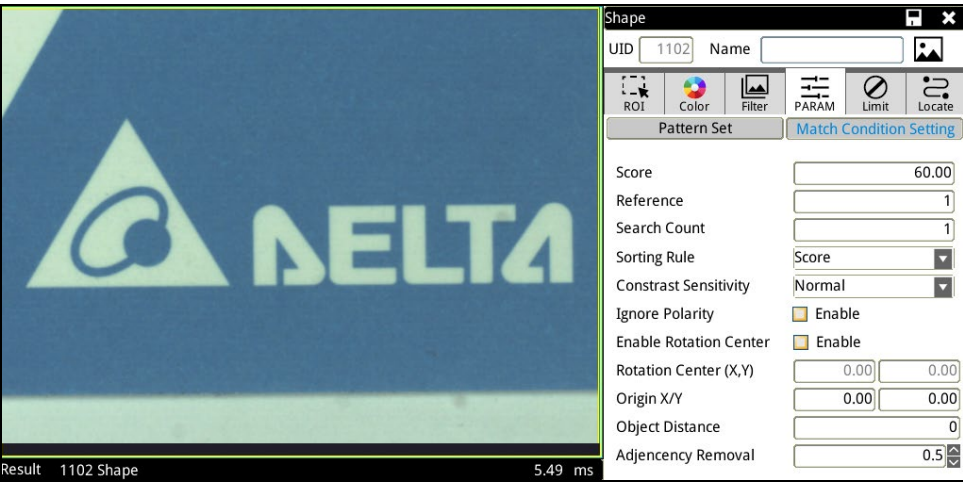 Shape
UID 1102 Name
ROI Color Filter PARAM Limit Locate
Pattern Set Match Condition Setting
DELTA
Score 60.00
Reference 1
Search Count 1
Sorting Rule Score
Constrast Sensitivity Normal
Ignore Polarity Enable
Enable Rotation Center Enable
Rotation Center (X,Y) 0.00 0.00
Origin X/Y 0.00 0.00
Object Distance 0
Adjencency Removal 0.5
Result 1102 Shape 5.49 ms